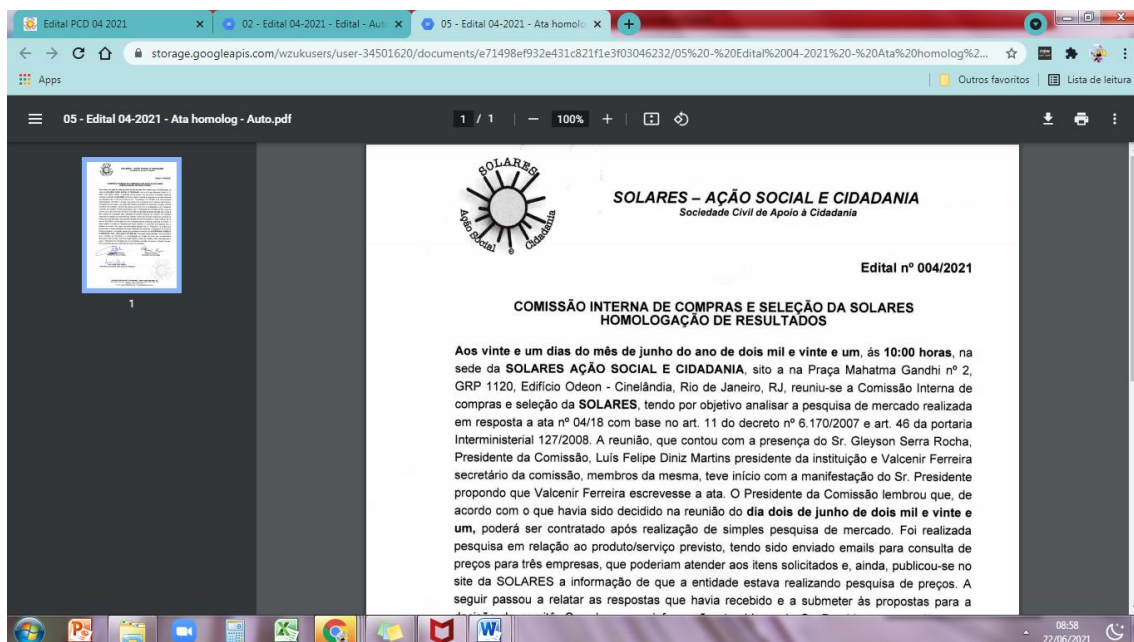 Edital PCD 04 2021
02 - Edital 04-2021 - Edital - Aut
05 - Edital 04-2021 - Ata homolo
storage.googleapis.com/wzukusers/user-34501620/documents/e71498ef932e431c821f1e3f03046232/05%20-%20Edital%2004-2021%20-%20Ata%20homolog%2...
Apps
Outros favoritos
Lista de leitura
05 - Edital 04-2021 - Ata homolog - Auto.pdf
1 / 1
100%
1
SOLARES
Ação Social e Cidadania
SOLARES – AÇÃO SOCIAL E CIDADANIA
Sociedade Civil de Apoio à Cidadania
Edital nº 004/2021
COMISSÃO INTERNA DE COMPRAS E SELEÇÃO DA SOLARES
HOMOLOGAÇÃO DE RESULTADOS
Aos vinte e um dias do mês de junho do ano de dois mil e vinte e um, ás 10:00 horas, na
sede da SOLARES AÇÃO SOCIAL E CIDADANIA, sito a na Praça Mahatma Gandhi nº 2,
GRP 1120, Edifício Odeon - Cinelândia, Rio de Janeiro, RJ, reuniu-se a Comissão Interna de
compras e seleção da SOLARES, tendo por objetivo analisar a pesquisa de mercado realizada
em resposta a ata nº 04/18 com base no art. 11 do decreto nº 6.170/2007 e art. 46 da portaria
Interministerial 127/2008. A reunião, que contou com a presença do Sr. Gleyson Serra Rocha,
Presidente da Comissão, Luís Felipe Diniz Martins presidente da instituição e Valcenir Ferreira
secretário da comissão, membros da mesma, teve início com a manifestação do Sr. Presidente
propondo que Valcenir Ferreira escrevesse a ata. O Presidente da Comissão lembrou que, de
acordo com o que havia sido decidido na reunião do dia dois de junho de dois mil e vinte e
um, poderá ser contratado após realização de simples pesquisa de mercado. Foi realizada
pesquisa em relação ao produto/serviço previsto, tendo sido enviado emails para consulta de
preços para três empresas, que poderiam atender aos itens solicitados e, ainda, publicou-se no
site da SOLARES a informação de que a entidade estava realizando pesquisa de preços. A
seguir passou a relatar as respostas que havia recebido e a submeter às propostas para a
08:58
22/06/2021